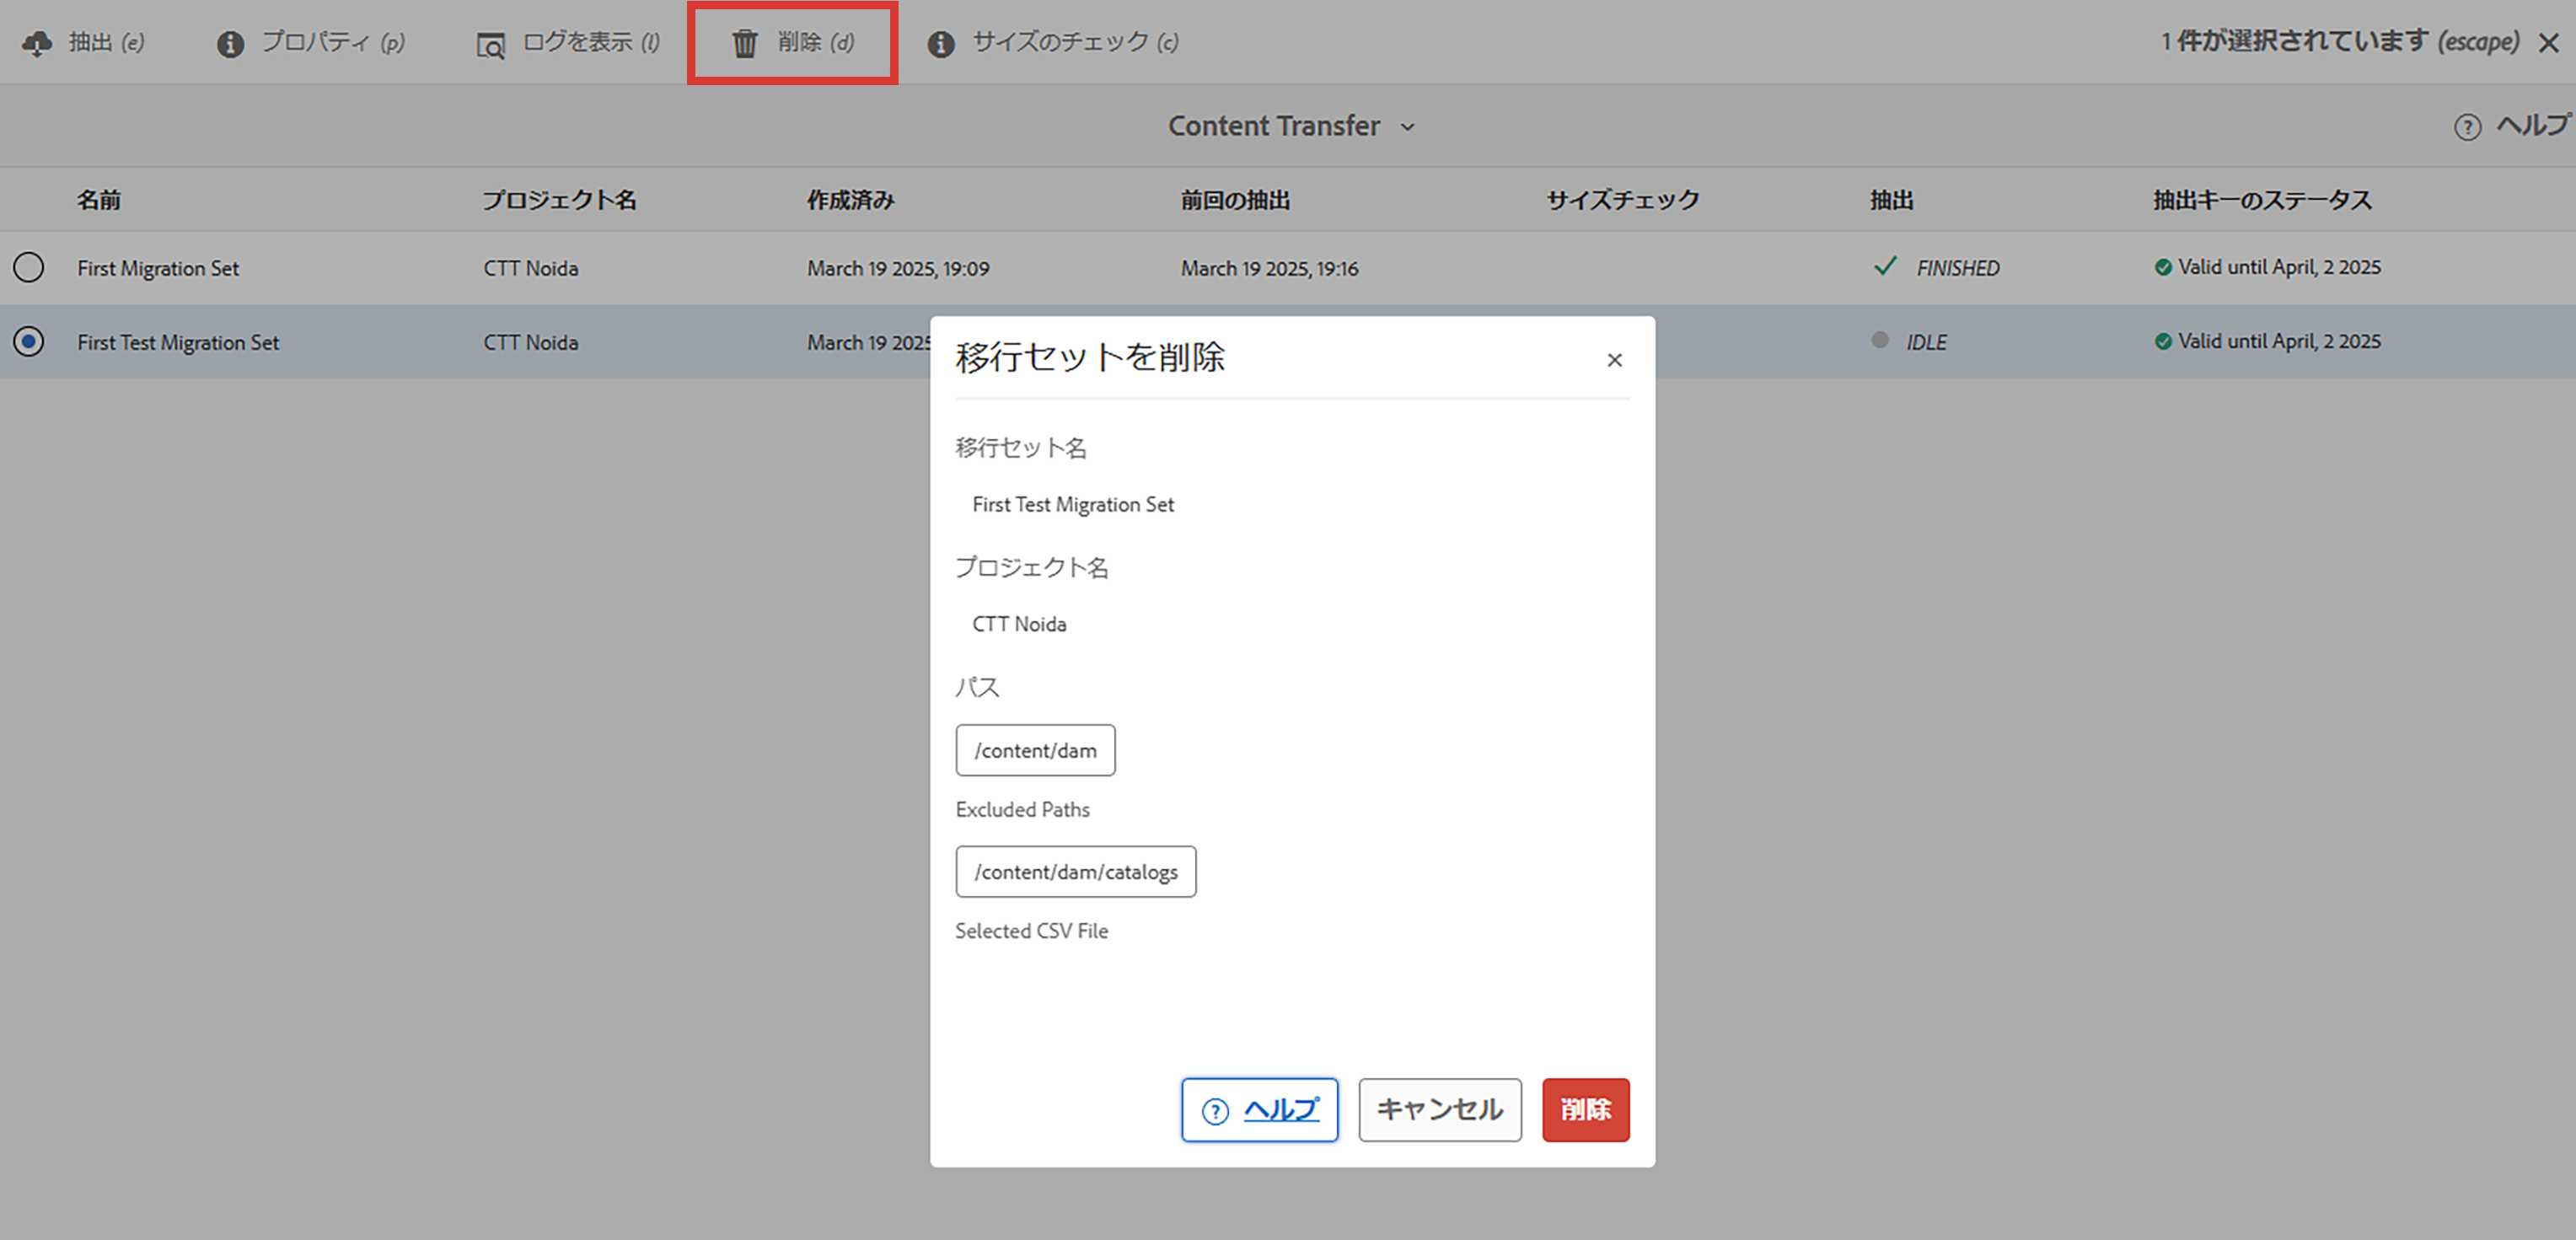 抽出 (e) プロパティ (p) ログを表示 (l) 削除 (d) サイズのチェック (c) 1 件が選択されています (escape)
Content Transfer ヘルプ
名前 プロジェクト名 作成済み 前回の抽出 サイズチェック 抽出 抽出キーのステータス
First Migration Set CTT Noida March 19 2025, 19:09 March 19 2025, 19:16 FINISHED Valid until April, 2 2025
First Test Migration Set CTT Noida March 19 2025 IDLE Valid until April, 2 2025
移行セットを削除
移行セット名
First Test Migration Set
プロジェクト名
CTT Noida
パス
/content/dam
Excluded Paths
/content/dam/catalogs
Selected CSV File
ヘルプ キャンセル 削除